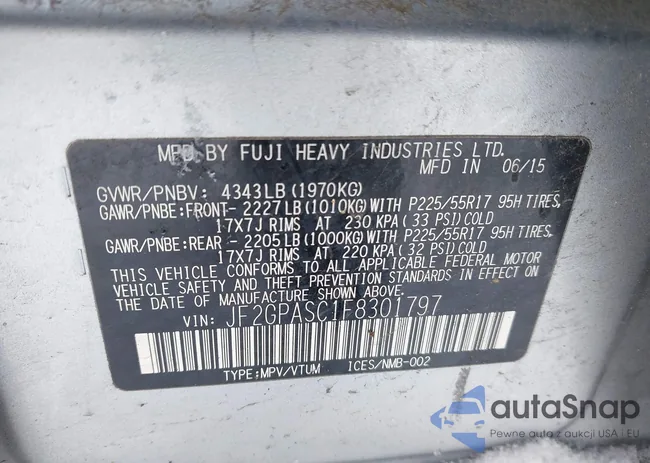 MFD. BY FUJI HEAVY INDUSTRIES LTD.
MFD IN 06/15
GVWR/PNBV: 4343LB (1970KG)
GAWR/PNBE:FRONT- 2227LB (1010KG) WITH P225/55R17 95H TIRES,
17X7J RIMS AT 230 KPA (33 PSI) COLD
GAWR/PNBE:REAR - 2205LB (1000KG) WITH P225/55R17 95H TIRES,
17X7J RIMS AT 220 KPA (32 PSI) COLD
THIS VEHICLE CONFORMS TO ALL APPLICABLE FEDERAL MOTOR
VEHICLE SAFETY AND THEFT PREVENTION STANDARDS IN EFFECT ON
THE DATE OF MANUFACTURE SHOWN ABOVE.
VIN: JF2GPASC1F8301797
TYPE:MPV/VTUM ICES/NMB-002
autaSnap
Pewne auta z aukcji USA i EU